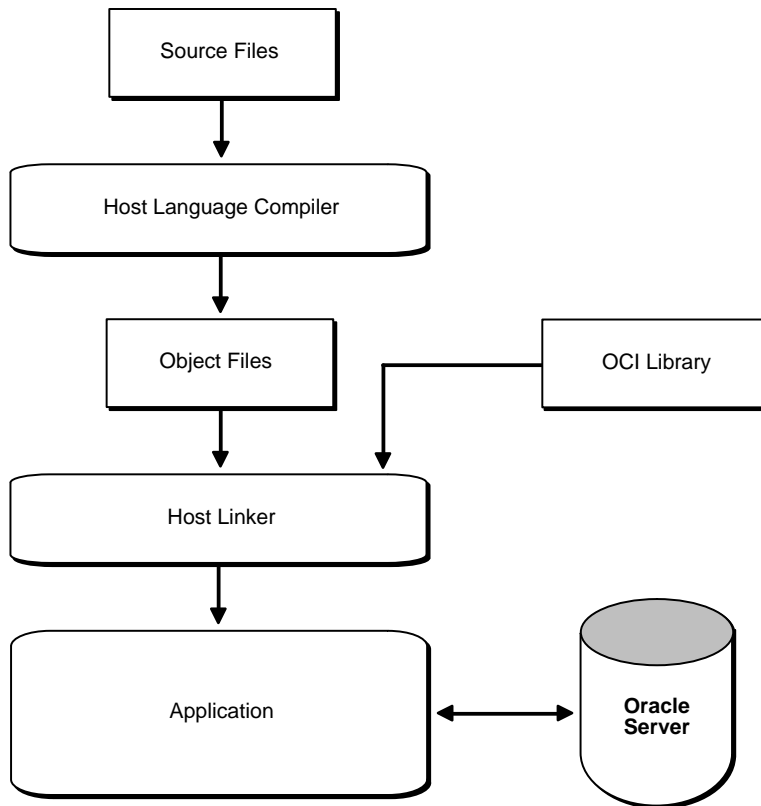 Source Files
Host Language Compiler
Object Files
OCI Library
Host Linker
Application
Oracle
Server